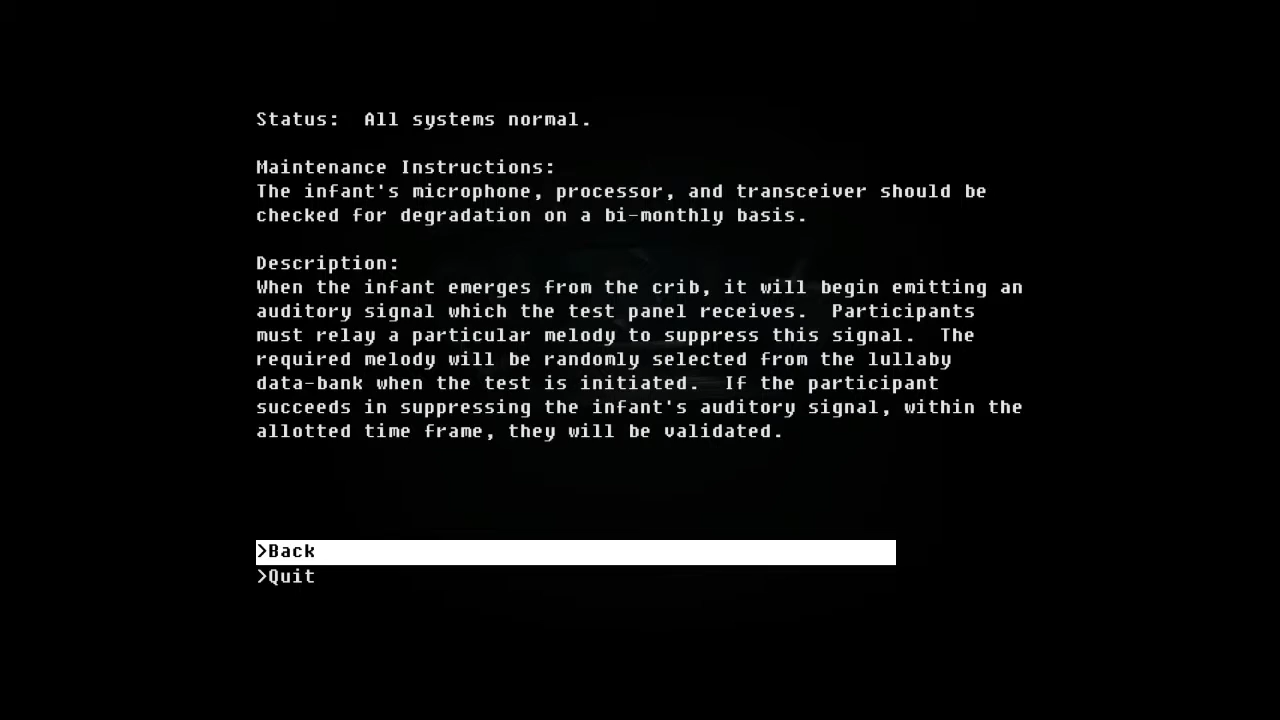 Status:  All systems normal.
Maintenance Instructions:
The infant's microphone, processor, and transceiver should be
checked for degradation on a bi-monthly basis.
Description:
When the infant emerges from the crib, it will begin emitting an
auditory signal which the test panel receives.  Participants
must relay a particular melody to suppress this signal.  The
required melody will be randomly selected from the lullaby
data-bank when the test is initiated.  If the participant
succeeds in suppressing the infant's auditory signal, within the
allotted time frame, they will be validated.
>Back
>Quit